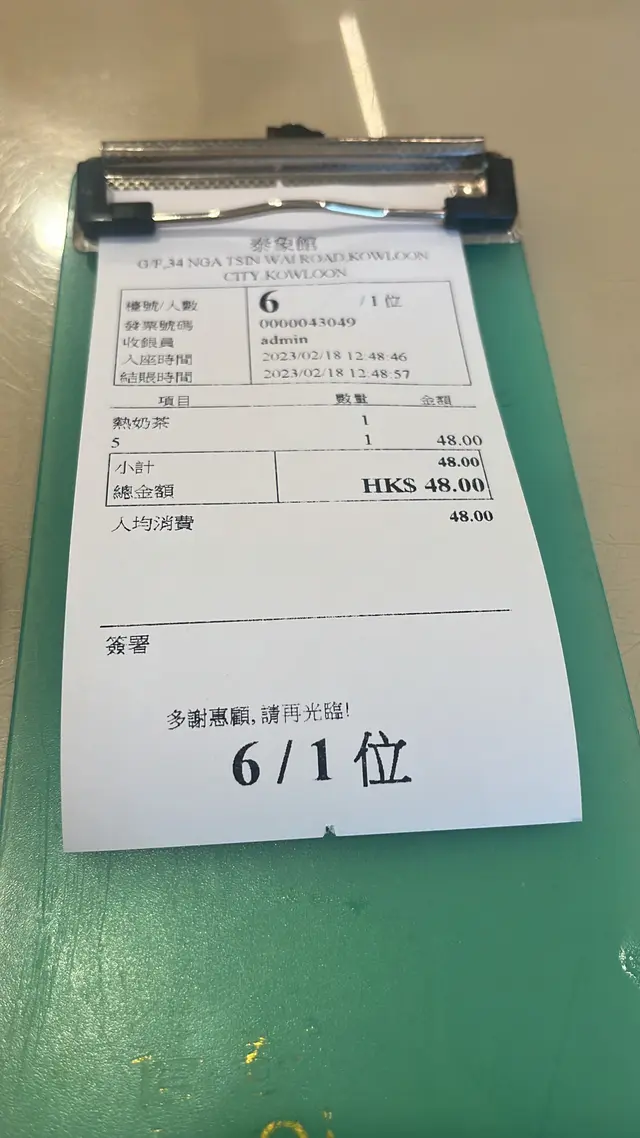 泰象館
G/F.,34 NGA TSIN WAI ROAD,KOWLOON
CITY,KOWLOON
檯號/人數 6 /1 位
發票號碼 0000043049
收銀員 admin
入座時間 2023/02/18 12:48:46
結賬時間 2023/02/18 12:48:57
項目 數量 金額
熱奶茶 1
5 1 48.00
小計 48.00
總金額 HK$ 48.00
人均消費 48.00
簽署
多謝惠顧, 請再光臨!
6 / 1 位